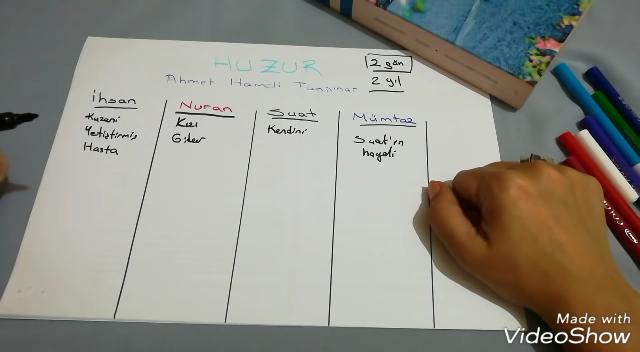 HUZUR
Ahmet Hamdi Tanpınar
2 gün
2 yıl
İhsan
Kuzeni
Yetiştirmiş
Hasta
Nuran
Kızı
Gider
Suat
Kendini
Mümtaz
Suat'ın
hayali
Made with
VideoShow